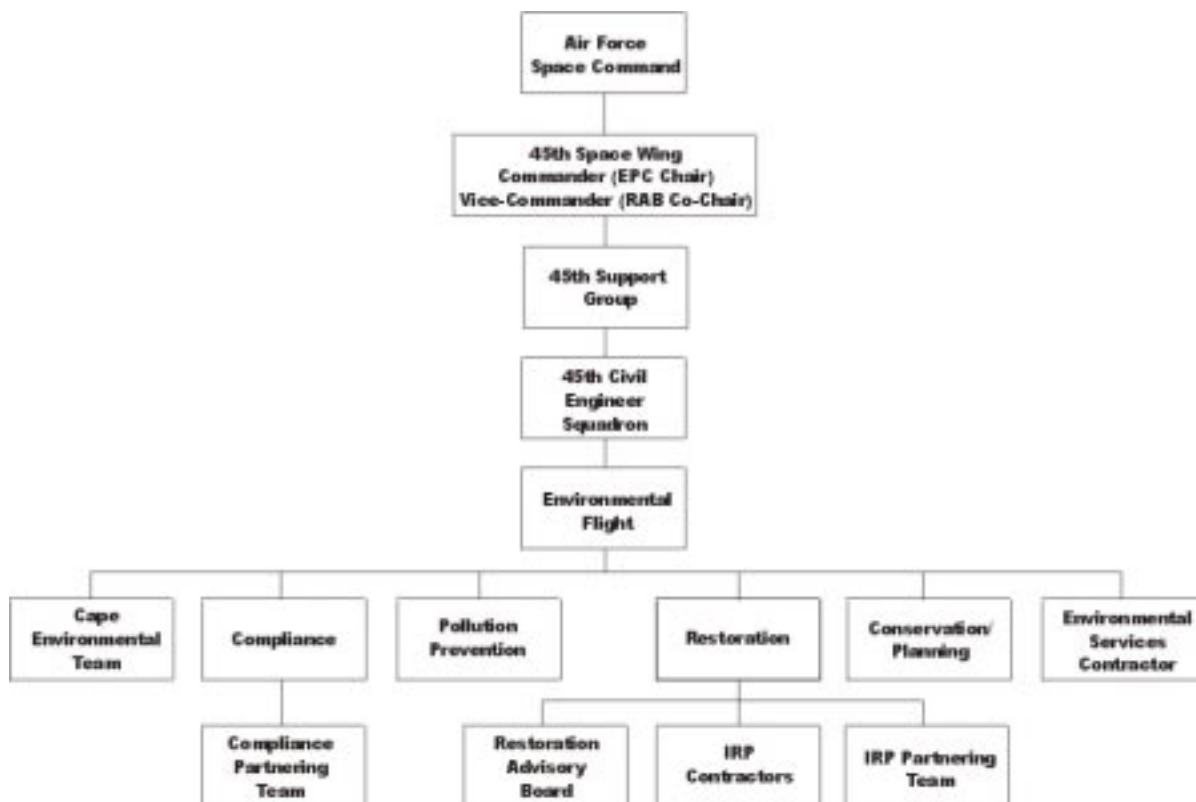 Air Force
Space Command
45th Space Wing
Commander (EPC Chair)
Vice-Commander (RAB Co-Chair)
45th Support
Group
45th Civil
Engineer
Squadron
Environmental
Flight
Cape
Environmental
Team
Compliance
Pollution
Prevention
Restoration
Conservation/
Planning
Environmental
Services
Contractor
Compliance
Partnering
Team
Restoration
Advisory
Board
IRP
Contractors
IRP Partnering
Team